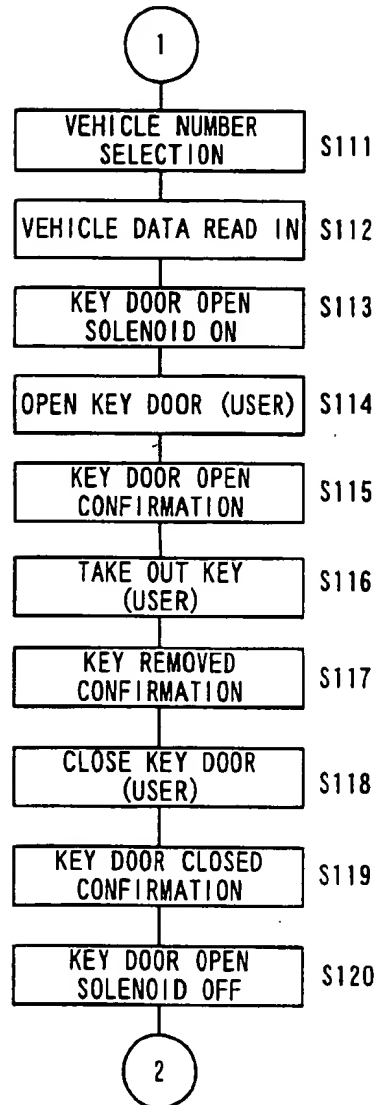 1
VEHICLE NUMBER
SELECTION
S111
VEHICLE DATA READ IN
S112
KEY DOOR OPEN
SOLENOID ON
S113
OPEN KEY DOOR (USER)
S114
KEY DOOR OPEN
CONFIRMATION
S115
TAKE OUT KEY
(USER)
S116
KEY REMOVED
CONFIRMATION
S117
CLOSE KEY DOOR
(USER)
S118
KEY DOOR CLOSED
CONFIRMATION
S119
KEY DOOR OPEN
SOLENOID OFF
S120
2